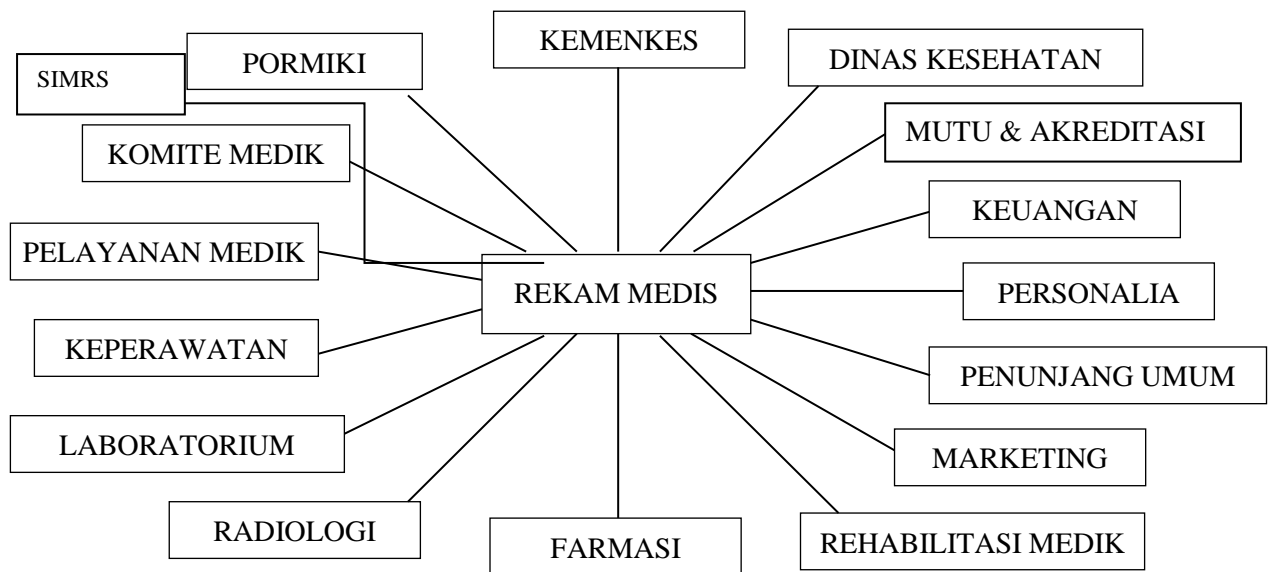 KEMENKES
PORMIKI
DINAS KESEHATAN
SIMRS
MUTU & AKREDITASI
KOMITE MEDIK
KEUANGAN
PELAYANAN MEDIK
REKAM MEDIS
PERSONALIA
KEPERAWATAN
PENUNJANG UMUM
LABORATORIUM
MARKETING
RADIOLOGI
FARMASI
REHABILITASI MEDIK